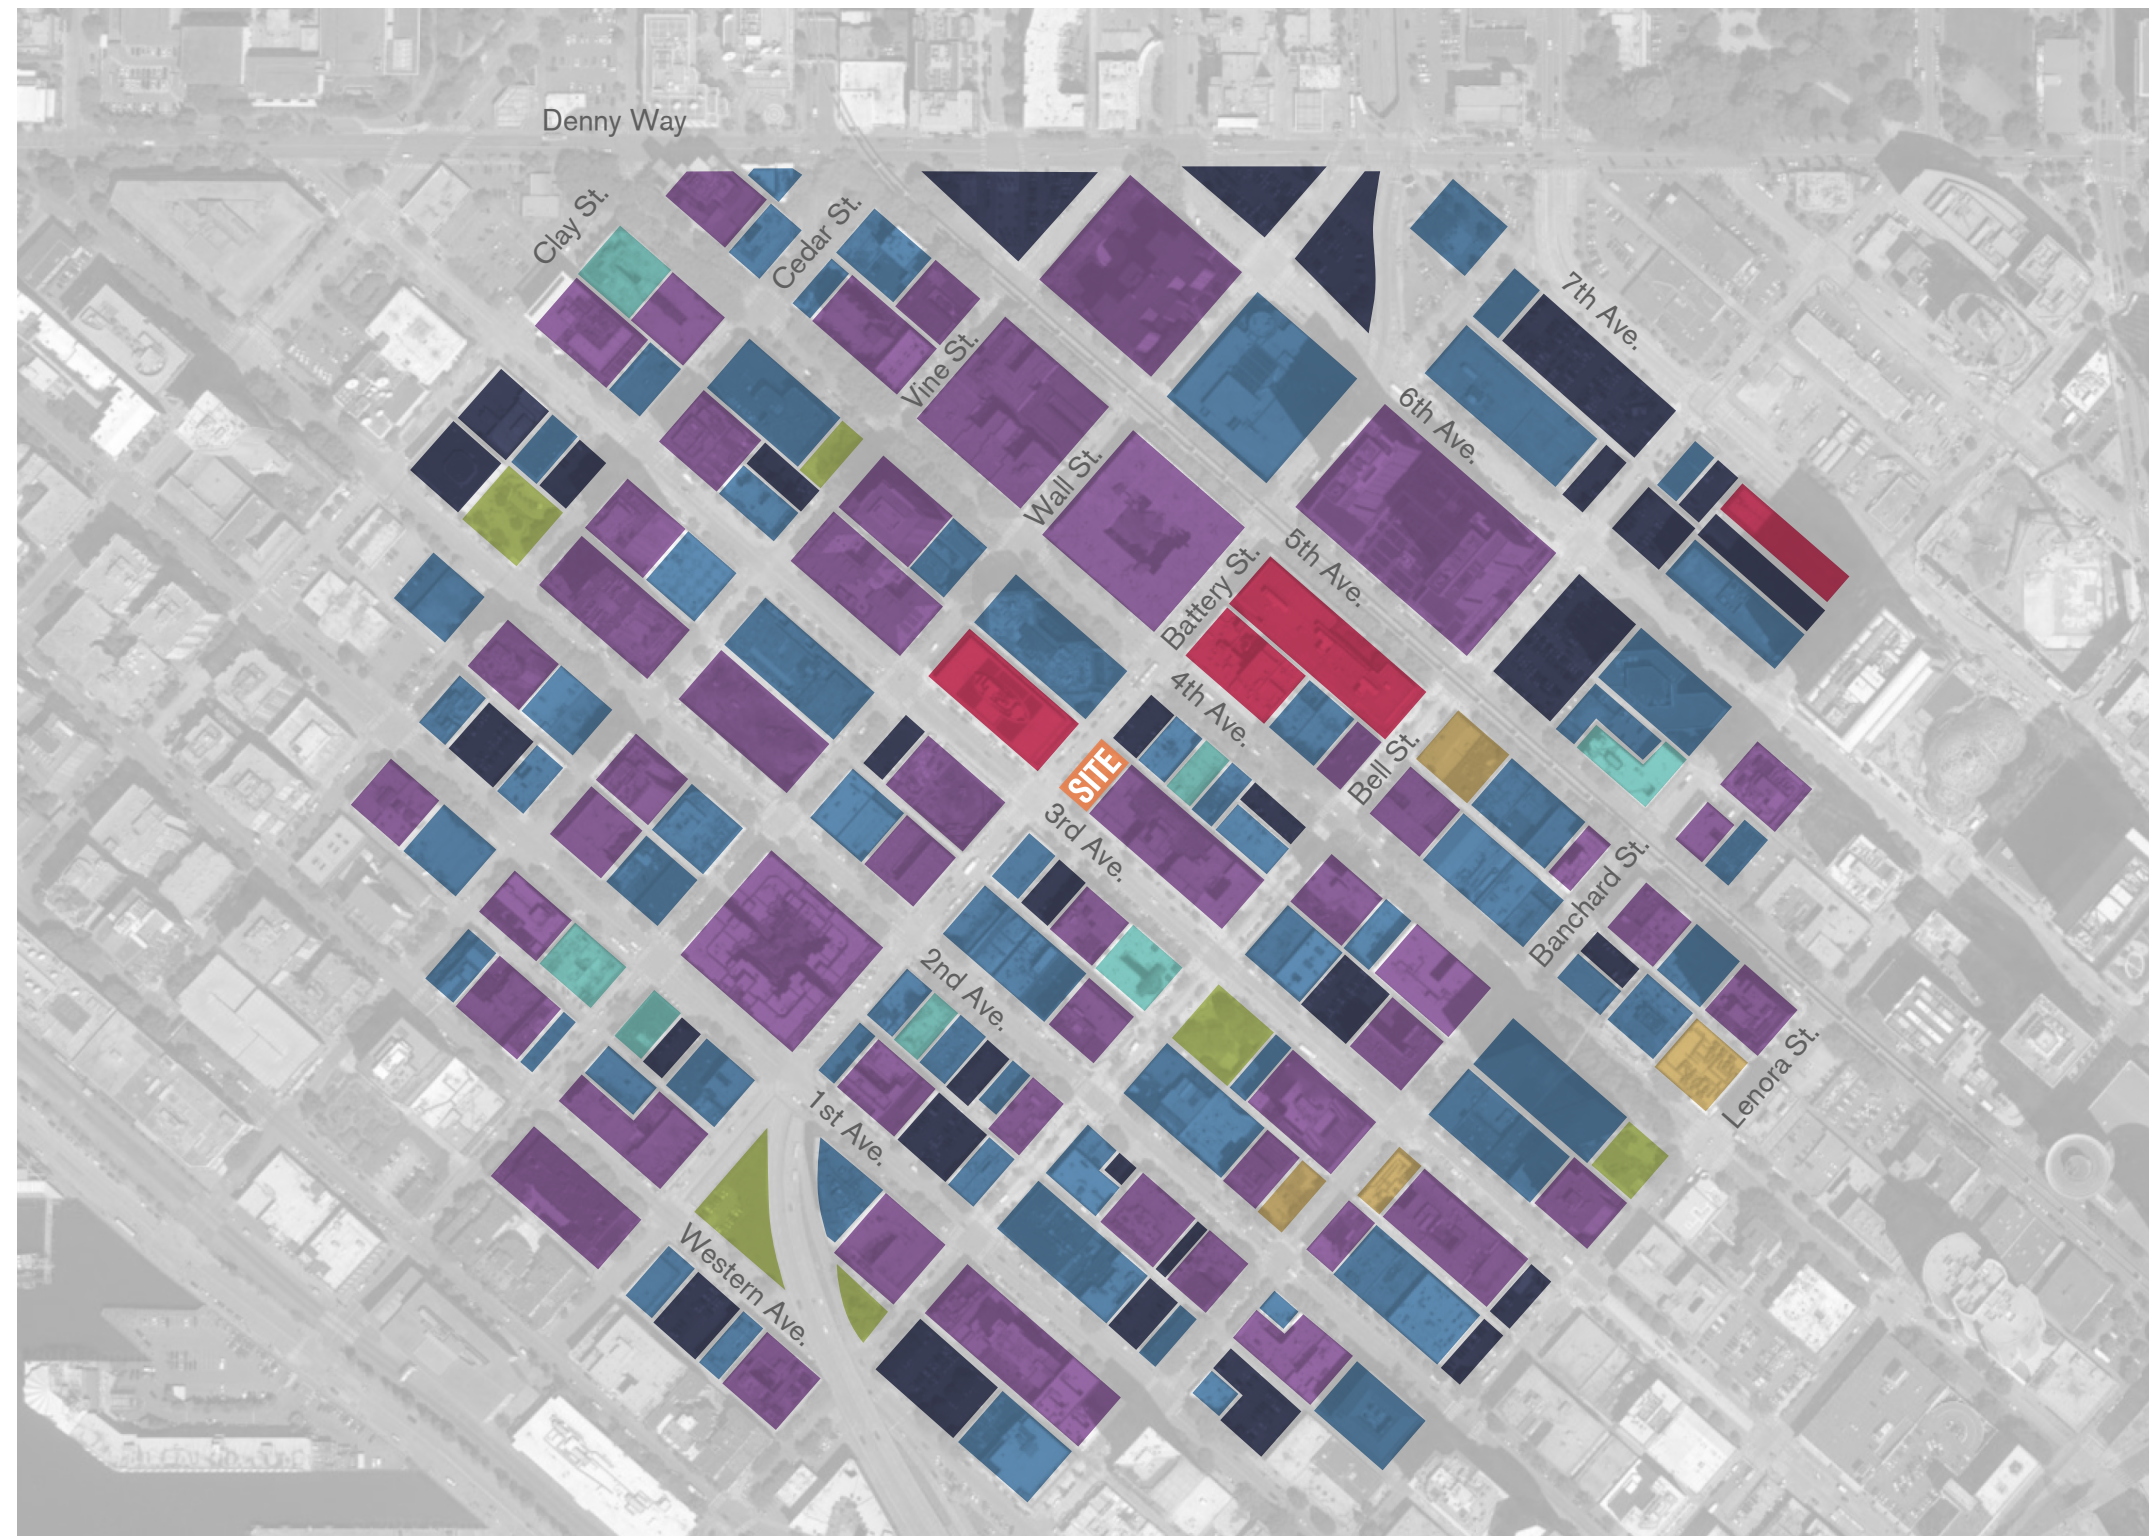 Denny Way
Clay St.
Cedar St.
Vine St.
Wall St.
Battery St.
Bell St.
Banchard St.
Lenora St.
7th Ave.
6th Ave.
5th Ave.
4th Ave.
SITE
3rd Ave.
2nd Ave.
1st Ave.
Western Ave.